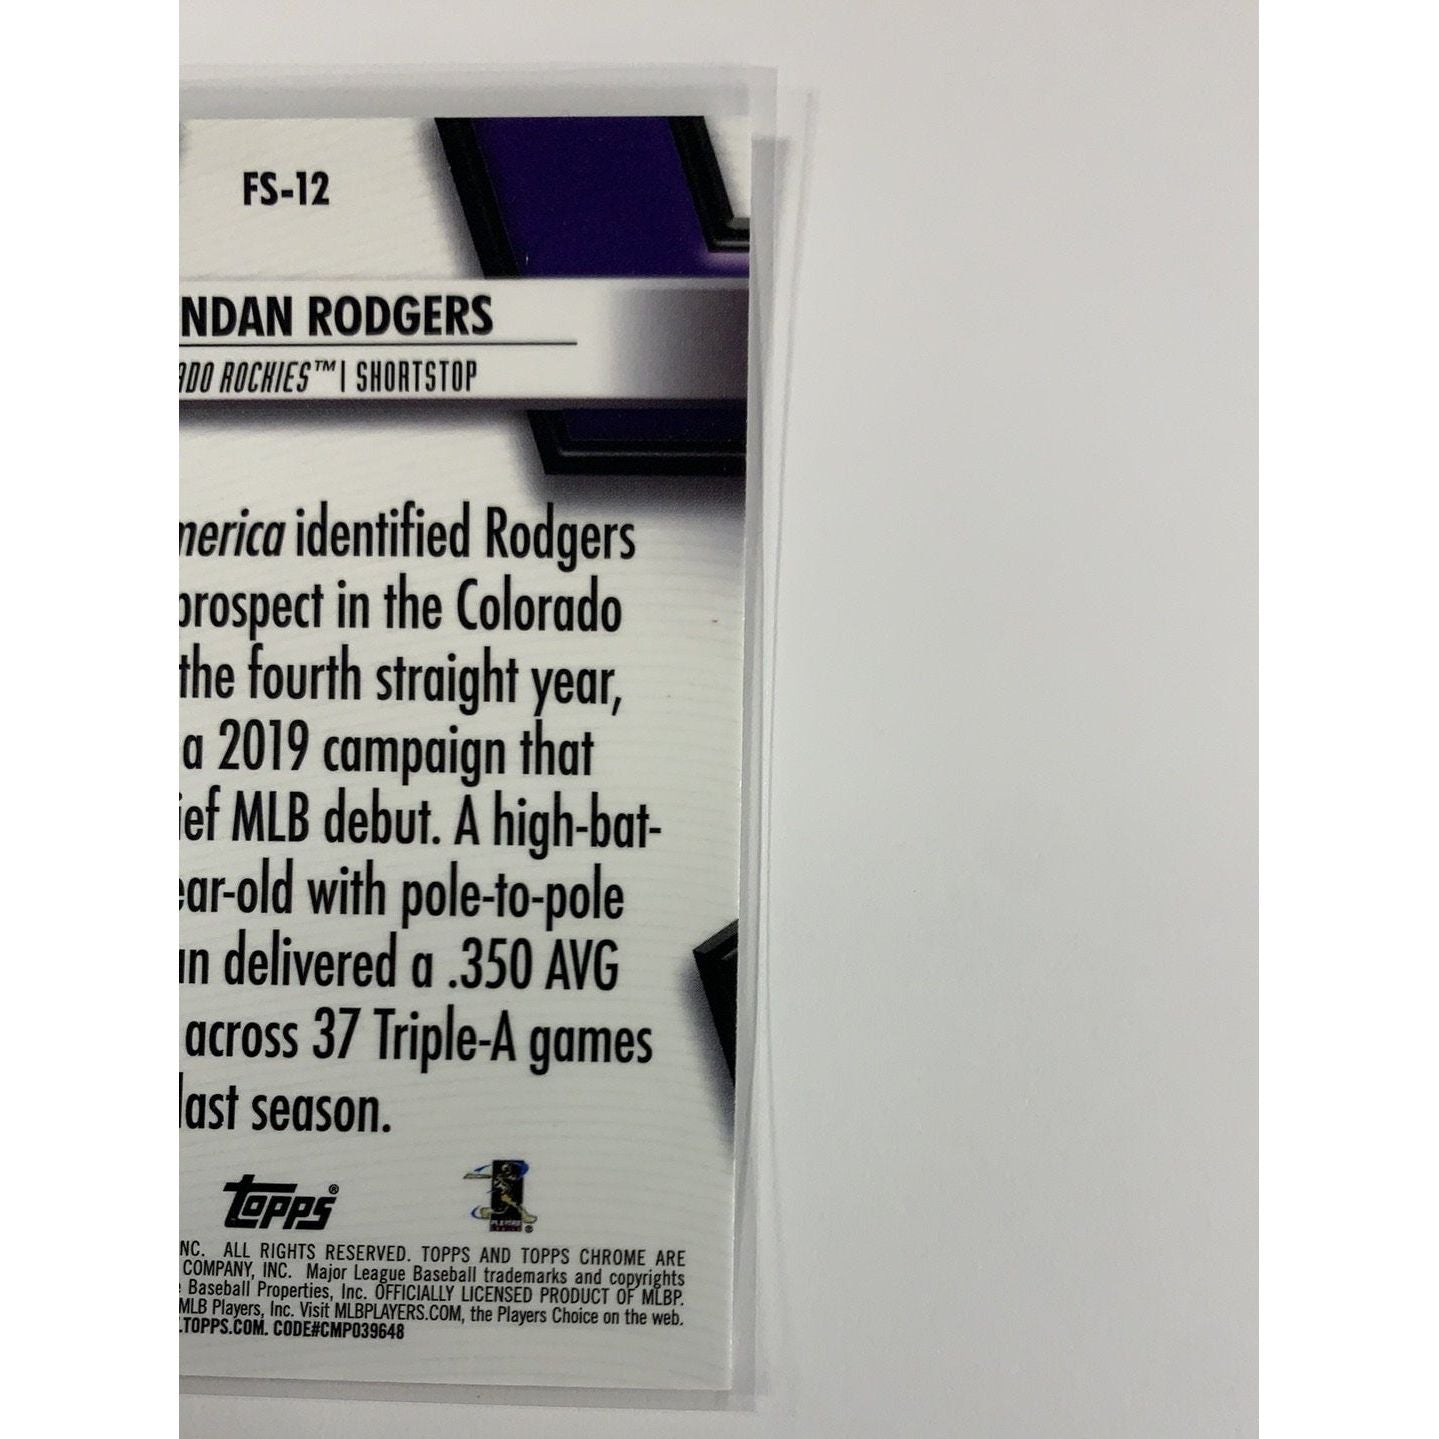 FS-12
NDAN RODGERS
ADO ROCKIES™ | SHORTSTOP
merica identified Rodgers
prospect in the Colorado
the fourth straight year,
a 2019 campaign that
ief MLB debut. A high-bat-
ear-old with pole-to-pole
an delivered a .350 AVG
across 37 Triple-A games
last season.
TOPPS®
NC. ALL RIGHTS RESERVED. TOPPS AND TOPPS CHROME ARE
COMPANY, INC. Major League Baseball trademarks and copyrights
Baseball Properties, Inc. OFFICIALLY LICENSED PRODUCT OF MLBP.
MLB Players, Inc. Visit MLBPLAYERS.COM, the Players Choice on the web.
.TOPPS.COM. CODE#CMP039648